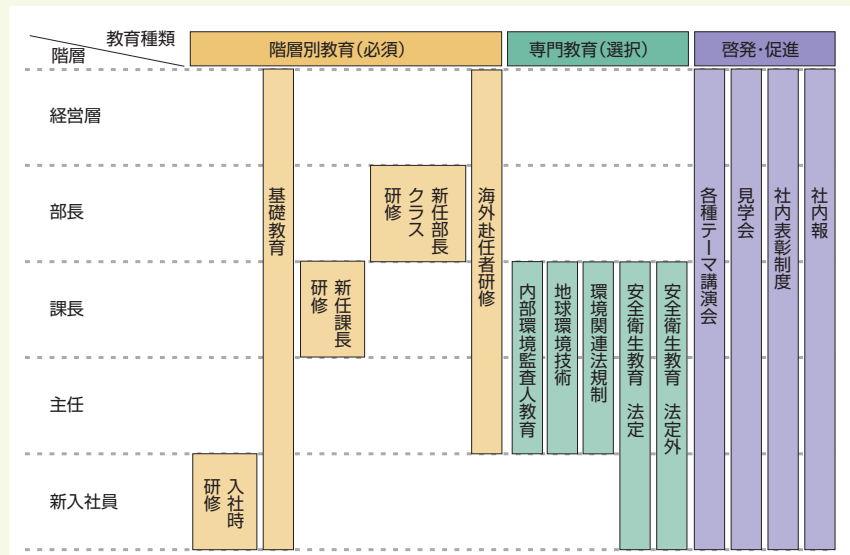 教育種類
階層
階層別教育(必須)
専門教育(選択)
啓発・促進
経営層
部長
課長
主任
新入社員
入社時
研修
基礎教育
新任課長
研修
新任部長
クラス
研修
海外赴任者研修
内部環境監査人教育
地球環境技術
環境関連法規制
安全衛生教育 法定
安全衛生教育 法定外
各種テーマ講演会
見学会
社内表彰制度
社内報